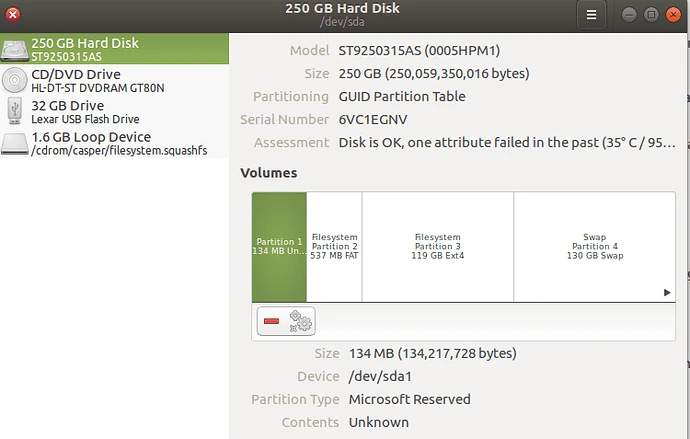 250 GB Hard Disk
/dev/sda
250 GB Hard Disk
ST9250315AS
CD/DVD Drive
HL-DT-ST DVDRAM GT80N
32 GB Drive
Lexar USB Flash Drive
1.6 GB Loop Device
/cdrom/casper/filesystem.squashfs
Model ST9250315AS (0005HPM1)
Size 250 GB (250,059,350,016 bytes)
Partitioning GUID Partition Table
Serial Number 6VC1EGNV
Assessment Disk is OK, one attribute failed in the past (35° C / 95…
Volumes
Partition 1
134 MB Un…
Filesystem
Partition 2
537 MB FAT
Filesystem
Partition 3
119 GB Ext4
Swap
Partition 4
130 GB Swap
Size 134 MB (134,217,728 bytes)
Device /dev/sda1
Partition Type Microsoft Reserved
Contents Unknown